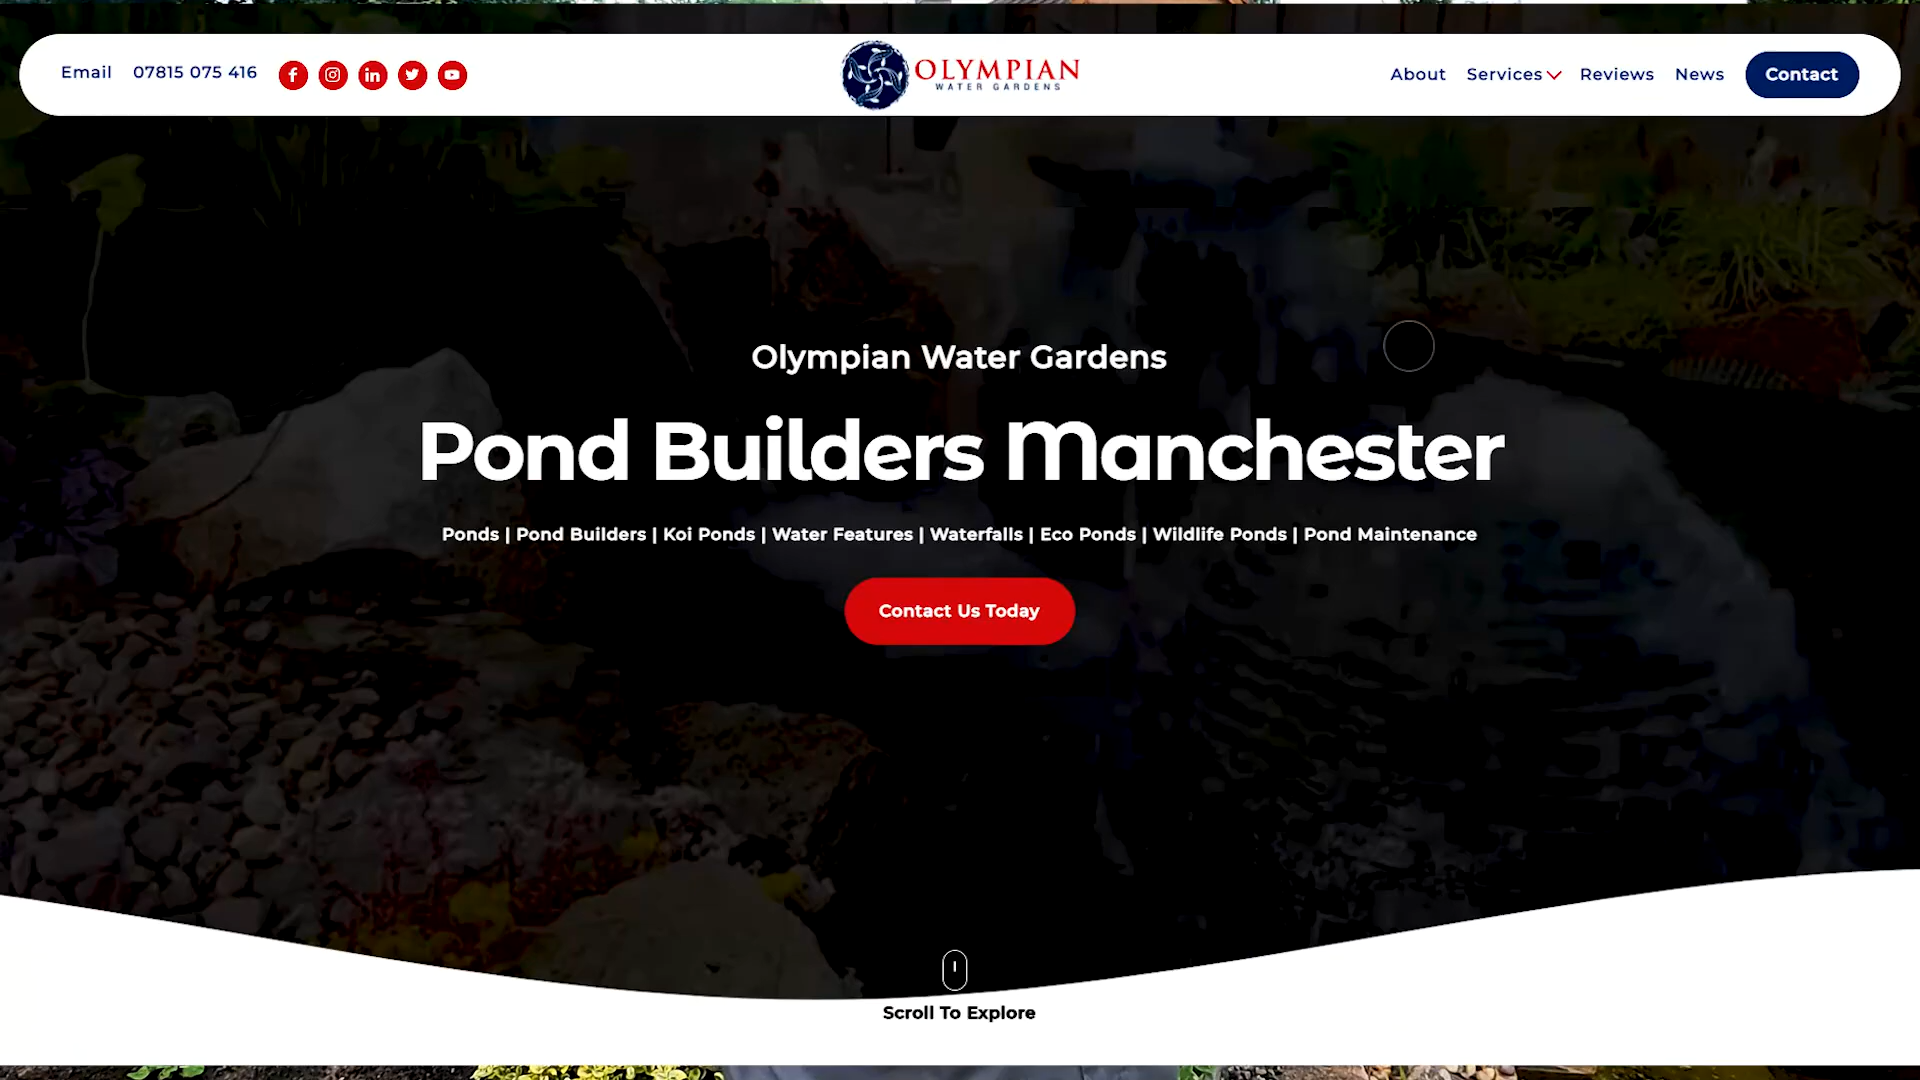 Email 07815 075 416
OLYMPIAN
WATER GARDENS
About Services Reviews News Contact
Olympian Water Gardens
Pond Builders Manchester
Ponds | Pond Builders | Koi Ponds | Water Features | Waterfalls | Eco Ponds | Wildlife Ponds | Pond Maintenance
Contact Us Today
Scroll To Explore